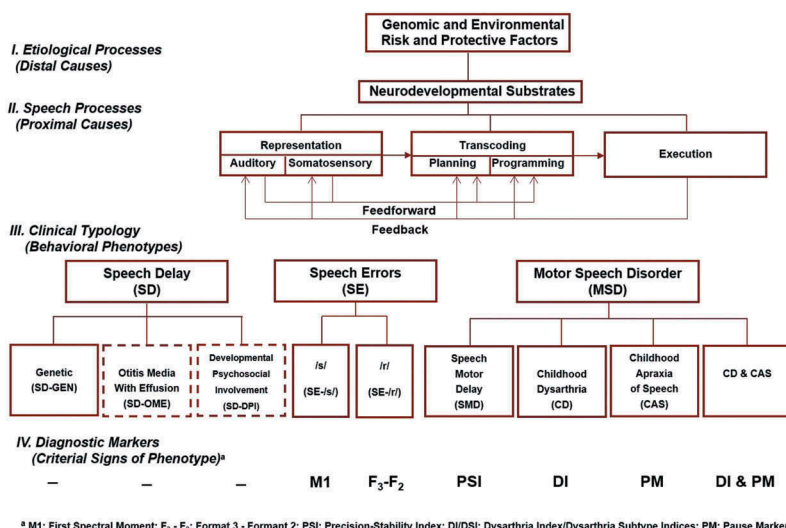 Genomic and Environmental
Risk and Protective Factors
I. Etiological Processes
(Distal Causes)
Neurodevelopmental Substrates
II. Speech Processes
(Proximal Causes)
Representation
Auditory Somatosensory
Transcoding
Planning Programming
Execution
Feedforward
Feedback
III. Clinical Typology
(Behavioral Phenotypes)
Speech Delay
(SD)
Speech Errors
(SE)
Motor Speech Disorder
(MSD)
Genetic
(SD-GEN)
Otitis Media
With Effusion
(SD-OME)
Developmental
Psychosocial
Involvement
(SD-DPI)
/s/
(SE-/s/)
/r/
(SE-/r/)
Speech
Motor
Delay
(SMD)
Childhood
Dysarthria
(CD)
Childhood
Apraxia
of Speech
(CAS)
CD & CAS
IV. Diagnostic Markers
(Criterial Signs of Phenotype)ᵃ
– – – M1 F₃-F₂ PSI DI PM DI & PM
ᵃ M1: First Spectral Moment; F₃ - F₂: Format 3 - Formant 2; PSI: Precision-Stability Index; DI/DSI: Dysarthria Index/Dysarthria Subtype Indices; PM: Pause Marker